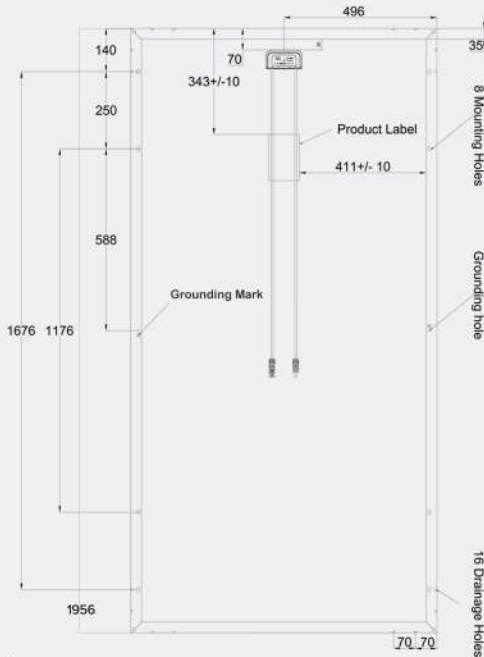 496
140
70
35
343+/-10
250
8 Mounting Holes
Product Label
411+/- 10
588
Grounding hole
Grounding Mark
1676
1176
16 Drainage Holes
1956
70
70